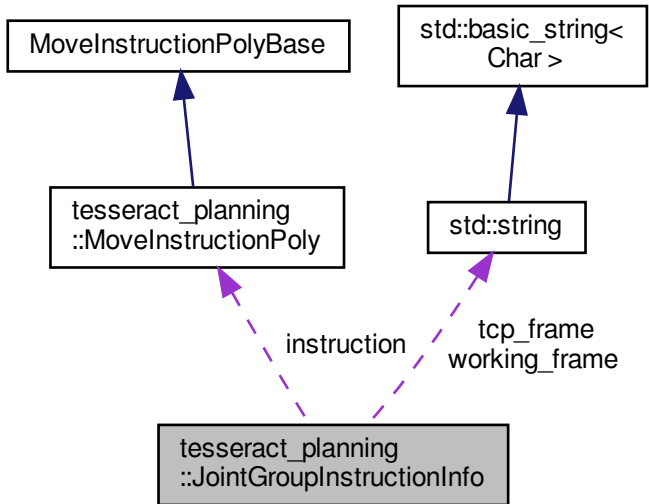 MoveInstructionPolyBase
std::basic_string<
Char >
tesseract_planning
::MoveInstructionPoly
std::string
instruction
tcp_frame
working_frame
tesseract_planning
::JointGroupInstructionInfo